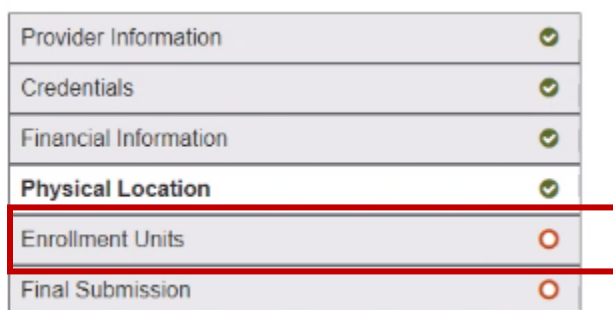 Provider Information
Credentials
Financial Information
Physical Location
Enrollment Units
Final Submission